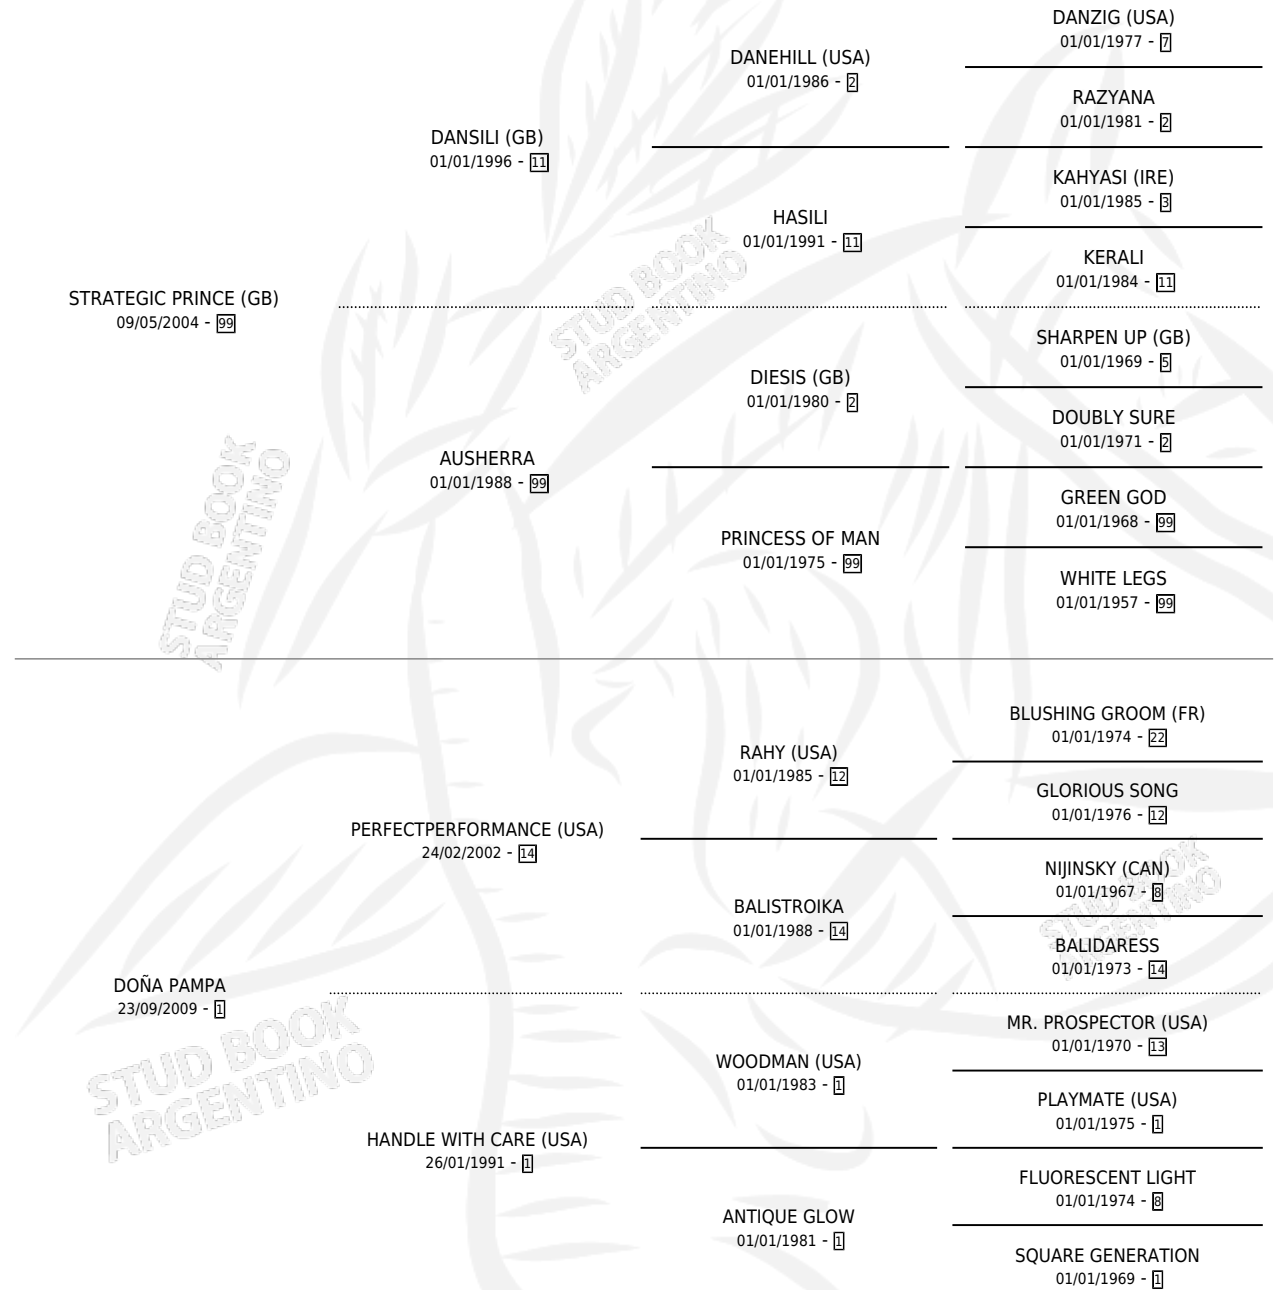 DANZIG (USA)
01/01/1977 - 7
DANEHILL (USA)
01/01/1986 - 2
RAZYANA
01/01/1981 - 2
DANSILI (GB)
01/01/1996 - 11
KAHYASI (IRE)
01/01/1985 - 3
HASILI
01/01/1991 - 11
KERALI
01/01/1984 - 11
STRATEGIC PRINCE (GB)
09/05/2004 - 99
SHARPEN UP (GB)
01/01/1969 - 5
DIESIS (GB)
01/01/1980 - 2
DOUBLY SURE
01/01/1971 - 2
AUSHERRA
01/01/1988 - 99
GREEN GOD
01/01/1968 - 99
PRINCESS OF MAN
01/01/1975 - 99
WHITE LEGS
01/01/1957 - 99
BLUSHING GROOM (FR)
01/01/1974 - 22
RAHY (USA)
01/01/1985 - 12
GLORIOUS SONG
01/01/1976 - 12
PERFECTPERFORMANCE (USA)
24/02/2002 - 14
NIJINSKY (CAN)
01/01/1967 - 8
BALISTROIKA
01/01/1988 - 14
BALIDARESS
01/01/1973 - 14
DOÑA PAMPA
23/09/2009 - 1
MR. PROSPECTOR (USA)
01/01/1970 - 13
WOODMAN (USA)
01/01/1983 - 1
PLAYMATE (USA)
01/01/1975 - 1
HANDLE WITH CARE (USA)
26/01/1991 - 1
FLUORESCENT LIGHT
01/01/1974 - 8
ANTIQUE GLOW
01/01/1981 - 1
SQUARE GENERATION
01/01/1969 - 1
STUD BOOK
ARGENTINO
STUD BOOK
ARGENTINO
STUD BOOK
ARGENTINO
STUD BOOK
ARGENTINO